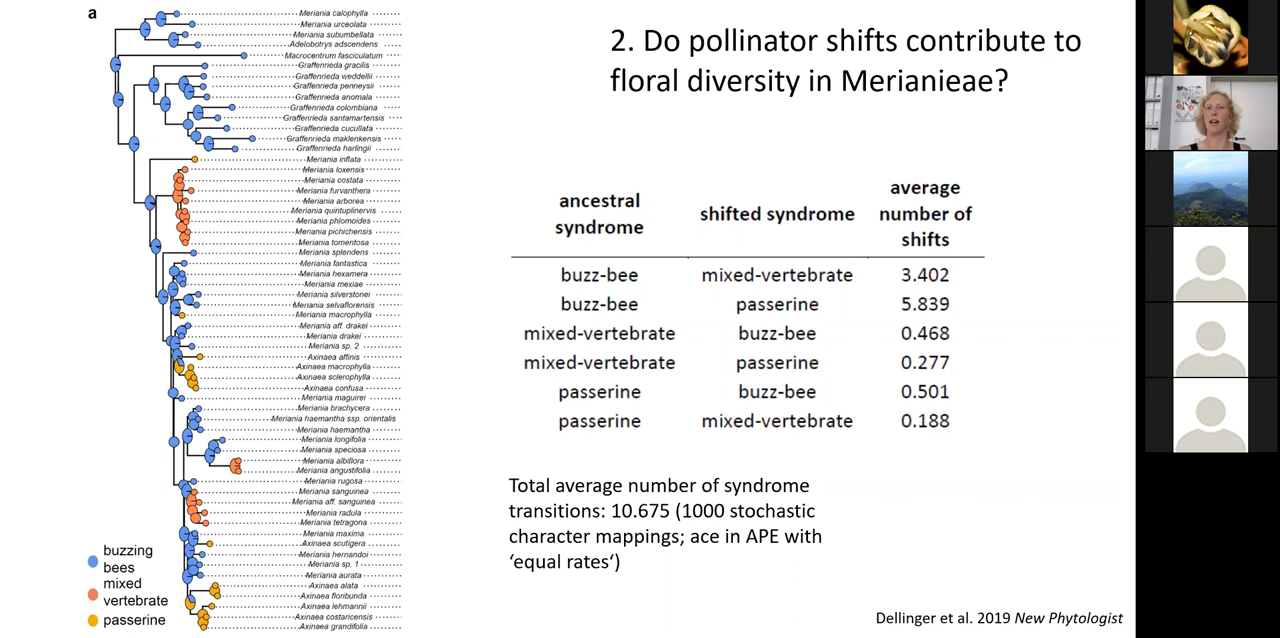 a
Meriania calophylla
Meriania urceolata
Meriania subumbellata
Adelobotrys adscendens
Macrocentrum fasciculatum
Graffenrieda gracilis
Graffenrieda weddellii
Graffenrieda penneysii
Graffenrieda anomala
Graffenrieda colombiana
Graffenrieda santamartensis
Graffenrieda cucullata
Graffenrieda maklenkensis
Graffenrieda harlingii
Meriania inflata
Meriania loxensis
Meriania costata
Meriania furvanthera
Meriania arborea
Meriania quintuplinervis
Meriania phlomoides
Meriania pichichensis
Meriania tomentosa
Meriania splendens
Meriania fantastica
Meriania hexamera
Meriania mexiae
Meriania silverstonei
Meriania selvaflorensis
Meriania macrophylla
Meriania aff. drakei
Meriania drakei
Meriania sp. 2
Axinaea affinis
Axinaea macrophylla
Axinaea sclerophylla
Axinaea confusa
Meriania maguirei
Meriania brachycera
Meriania haemantha ssp. orientalis
Meriania haemantha
Meriania longifolia
Meriania speciosa
Meriania albiflora
Meriania angustifolia
Meriania rugosa
Meriania sanguinea
Meriania aff. sanguinea
Meriania radula
Meriania tetragona
Meriania maxima
Axinaea scutigera
Meriania hernandoi
Meriania sp. 1
Meriania aurata
Axinaea alata
Axinaea floribunda
Axinaea lehmannii
Axinaea costaricensis
Axinaea grandifolia
buzzing
bees
mixed
vertebrate
passerine
2. Do pollinator shifts contribute to
floral diversity in Merianieae?
ancestral syndrome shifted syndrome average number of shifts
buzz-bee mixed-vertebrate 3.402
buzz-bee passerine 5.839
mixed-vertebrate buzz-bee 0.468
mixed-vertebrate passerine 0.277
passerine buzz-bee 0.501
passerine mixed-vertebrate 0.188
Total average number of syndrome
transitions: 10.675 (1000 stochastic
character mappings; ace in APE with
‘equal rates‘)
Dellinger et al. 2019 New Phytologist